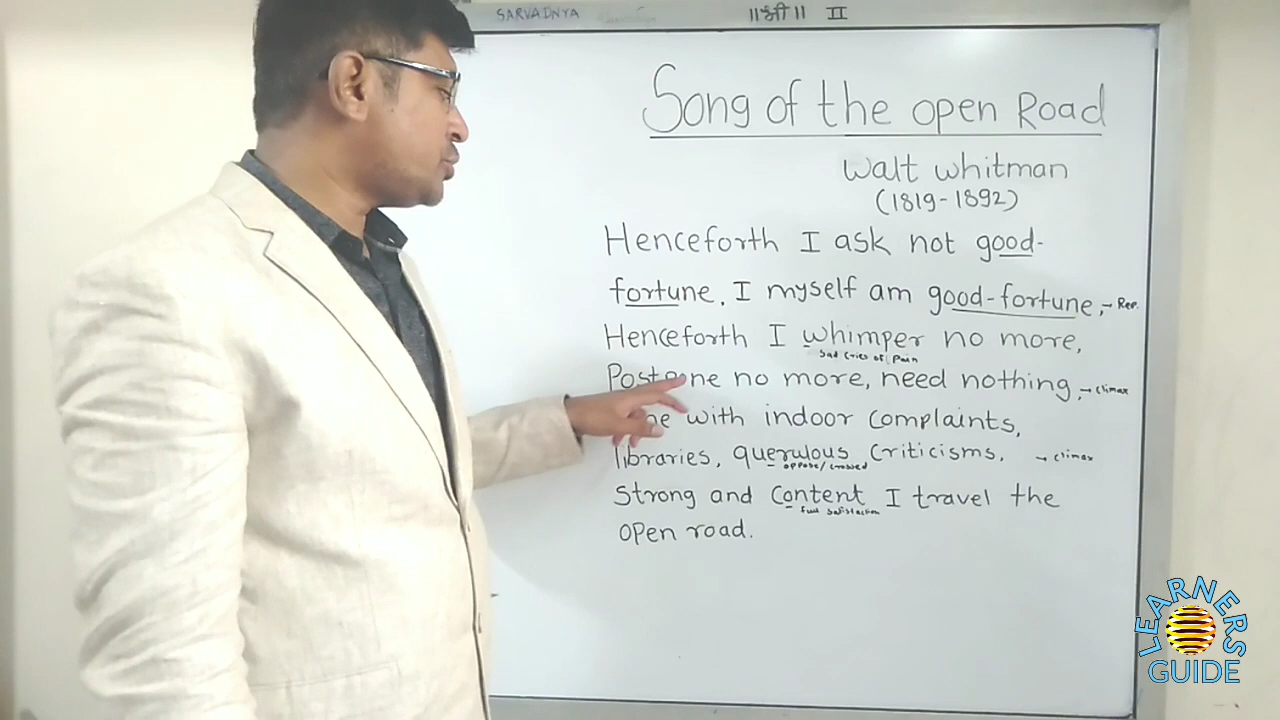 SARVADNYA ॥श्री॥ II
Song of the open Road
Walt Whitman
(1819-1892)
Henceforth I ask not good-
fortune, I myself am good-fortune, → Rep.
Henceforth I whimper no more,
Sad cries of pain
Postpone no more, need nothing, → climax
with indoor complaints,
libraries, querulous criticisms. → climax
oppose/crossed
Strong and content I travel the
full satisfaction
open road.
LEARNERS
GUIDE